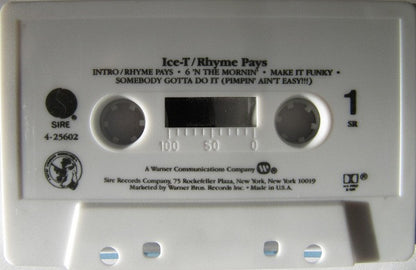 Ice-T/Rhyme Pays
INTRO/RHYME PAYS • 6 'N THE MORNIN' • MAKE IT FUNKY •
SOMEBODY GOTTA DO IT (PIMPIN' AIN'T EASY!!!)
SIRE
4-25602
1
SR
100 50 0
A Warner Communications Company
Sire Records Company, 75 Rockefeller Plaza, New York, New York 10019
Marketed by Warner Bros. Records Inc. • Made in U.S.A.